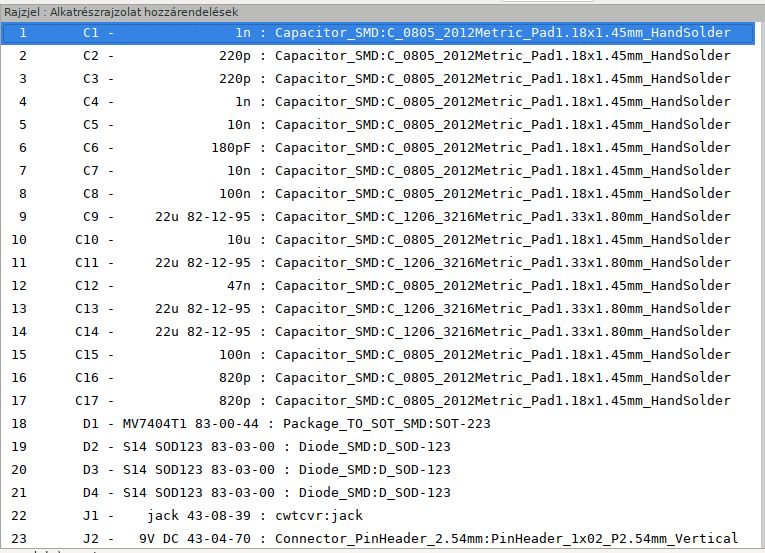 Rajzjel : Alkatrészrajzolat hozzárendelések
1 C1 - 1n : Capacitor_SMD:C_0805_2012Metric_Pad1.18x1.45mm_HandSolder
2 C2 - 220p : Capacitor_SMD:C_0805_2012Metric_Pad1.18x1.45mm_HandSolder
3 C3 - 220p : Capacitor_SMD:C_0805_2012Metric_Pad1.18x1.45mm_HandSolder
4 C4 - 1n : Capacitor_SMD:C_0805_2012Metric_Pad1.18x1.45mm_HandSolder
5 C5 - 10n : Capacitor_SMD:C_0805_2012Metric_Pad1.18x1.45mm_HandSolder
6 C6 - 180pF : Capacitor_SMD:C_0805_2012Metric_Pad1.18x1.45mm_HandSolder
7 C7 - 10n : Capacitor_SMD:C_0805_2012Metric_Pad1.18x1.45mm_HandSolder
8 C8 - 100n : Capacitor_SMD:C_0805_2012Metric_Pad1.18x1.45mm_HandSolder
9 C9 - 22u 82-12-95 : Capacitor_SMD:C_1206_3216Metric_Pad1.33x1.80mm_HandSolder
10 C10 - 10u : Capacitor_SMD:C_0805_2012Metric_Pad1.18x1.45mm_HandSolder
11 C11 - 22u 82-12-95 : Capacitor_SMD:C_1206_3216Metric_Pad1.33x1.80mm_HandSolder
12 C12 - 47n : Capacitor_SMD:C_0805_2012Metric_Pad1.18x1.45mm_HandSolder
13 C13 - 22u 82-12-95 : Capacitor_SMD:C_1206_3216Metric_Pad1.33x1.80mm_HandSolder
14 C14 - 22u 82-12-95 : Capacitor_SMD:C_1206_3216Metric_Pad1.33x1.80mm_HandSolder
15 C15 - 100n : Capacitor_SMD:C_0805_2012Metric_Pad1.18x1.45mm_HandSolder
16 C16 - 820p : Capacitor_SMD:C_0805_2012Metric_Pad1.18x1.45mm_HandSolder
17 C17 - 820p : Capacitor_SMD:C_0805_2012Metric_Pad1.18x1.45mm_HandSolder
18 D1 - MV7404T1 83-00-44 : Package_TO_SOT_SMD:SOT-223
19 D2 - S14 SOD123 83-03-00 : Diode_SMD:D_SOD-123
20 D3 - S14 SOD123 83-03-00 : Diode_SMD:D_SOD-123
21 D4 - S14 SOD123 83-03-00 : Diode_SMD:D_SOD-123
22 J1 - jack 43-08-39 : cwtcvr:jack
23 J2 - 9V DC 43-04-70 : Connector_PinHeader_2.54mm:PinHeader_1x02_P2.54mm_Vertical